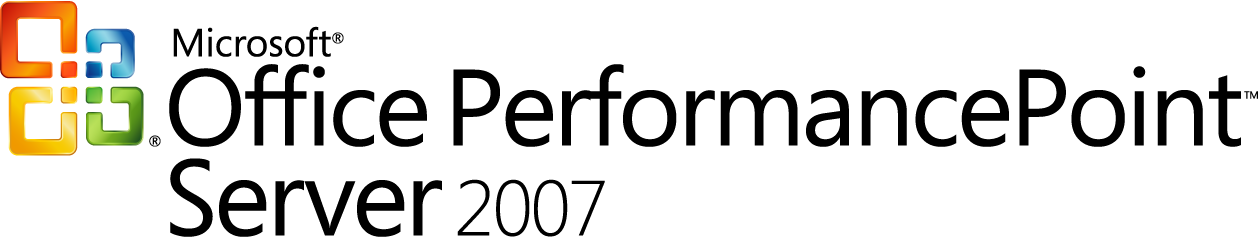 Microsoft®
Office PerformancePoint™
®
Server 2007